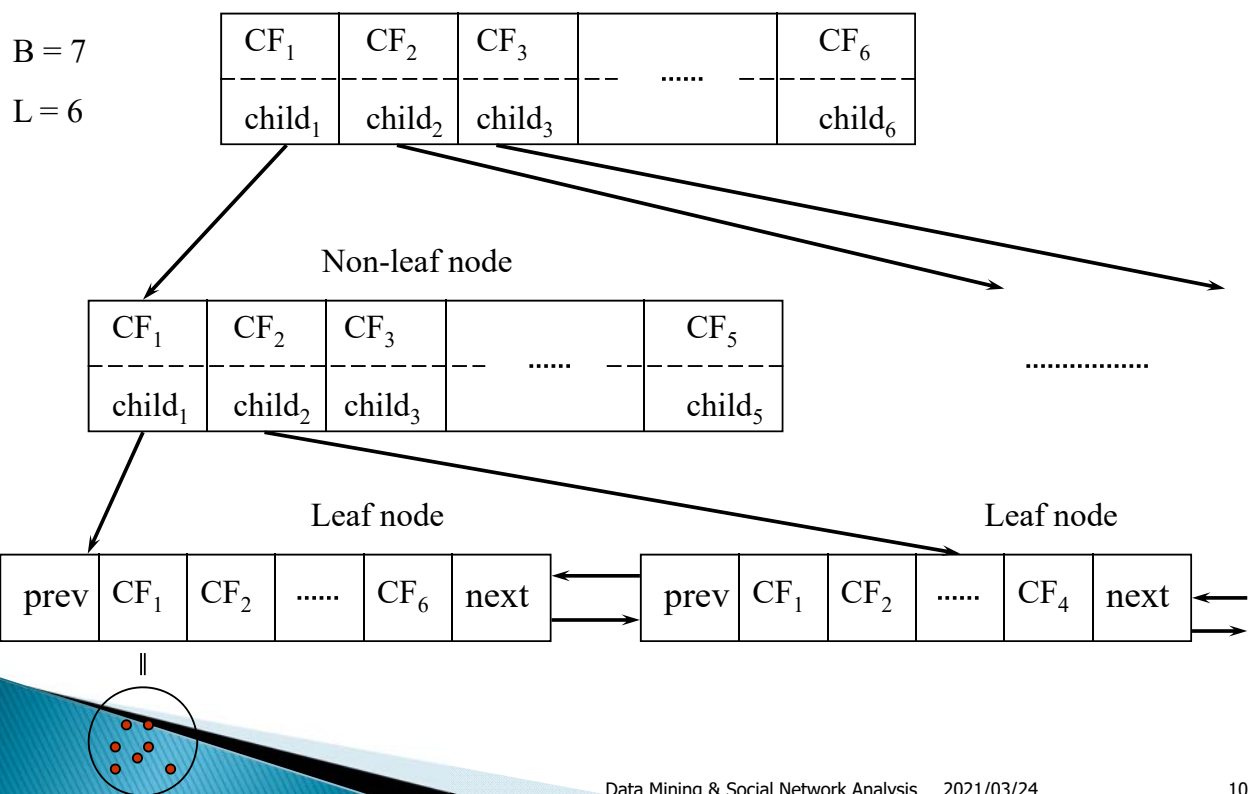 B = 7
L = 6
CF₁ CF₂ CF₃ ...... CF₆
child₁ child₂ child₃ child₆
Non-leaf node
CF₁ CF₂ CF₃ ...... CF₅
child₁ child₂ child₃ child₅
.................
Leaf node Leaf node
prev CF₁ CF₂ ...... CF₆ next prev CF₁ CF₂ ...... CF₄ next
Data Mining & Social Network Analysis 2021/03/24 10